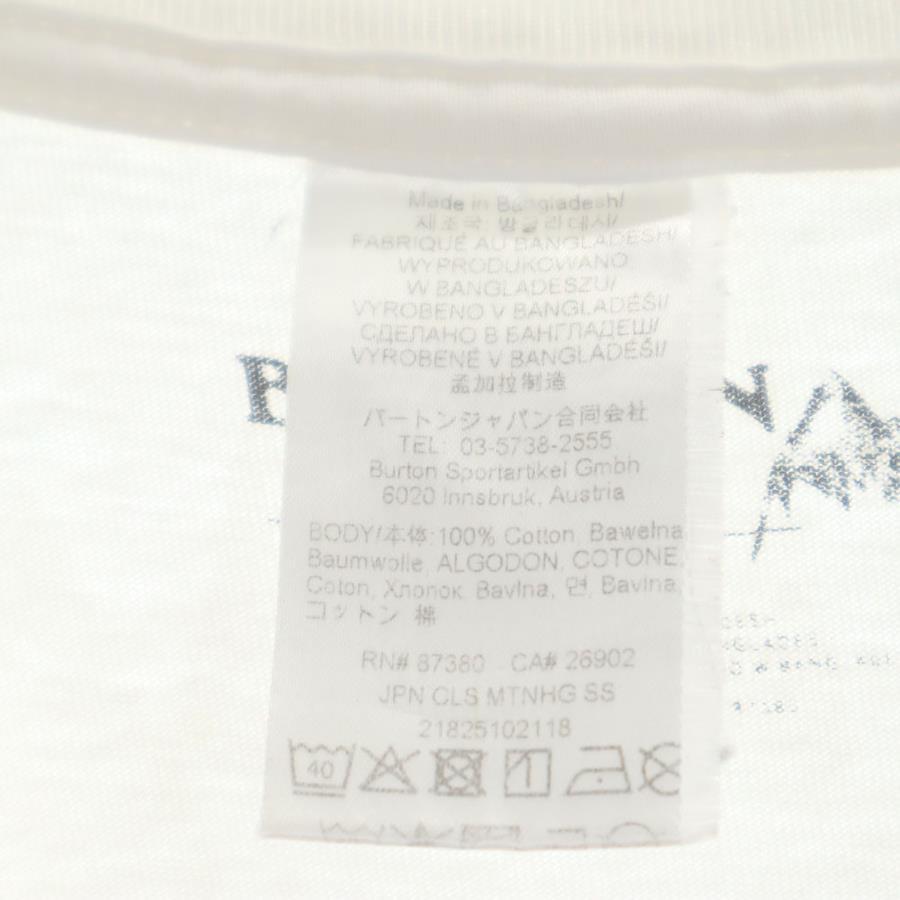 Made in Bangladesh/
제조국: 방글라데시/
FABRIQUÉ AU BANGLADESH/
WYPRODUKOWANO
W BANGLADESZU/
VYROBENO V BANGLADÉŠI/
СДЕЛАНО В БАНГЛАДЕШ/
VYROBENÉ V BANGLADÉŠI/
孟加拉制造
バートンジャパン合同会社
TEL: 03-5738-2555
Burton Sportartikel Gmbh
6020 Innsbruk, Austria
BODY/本体:100% Cotton, Bawełna,
Baumwolle, ALGODON, COTONE,
Coton, Хлопок, Bavlna, 면, Bavlna,
コットン 棉
RN# 87380 CA# 26902
JPN CLS MTNHG SS
21825102118
40